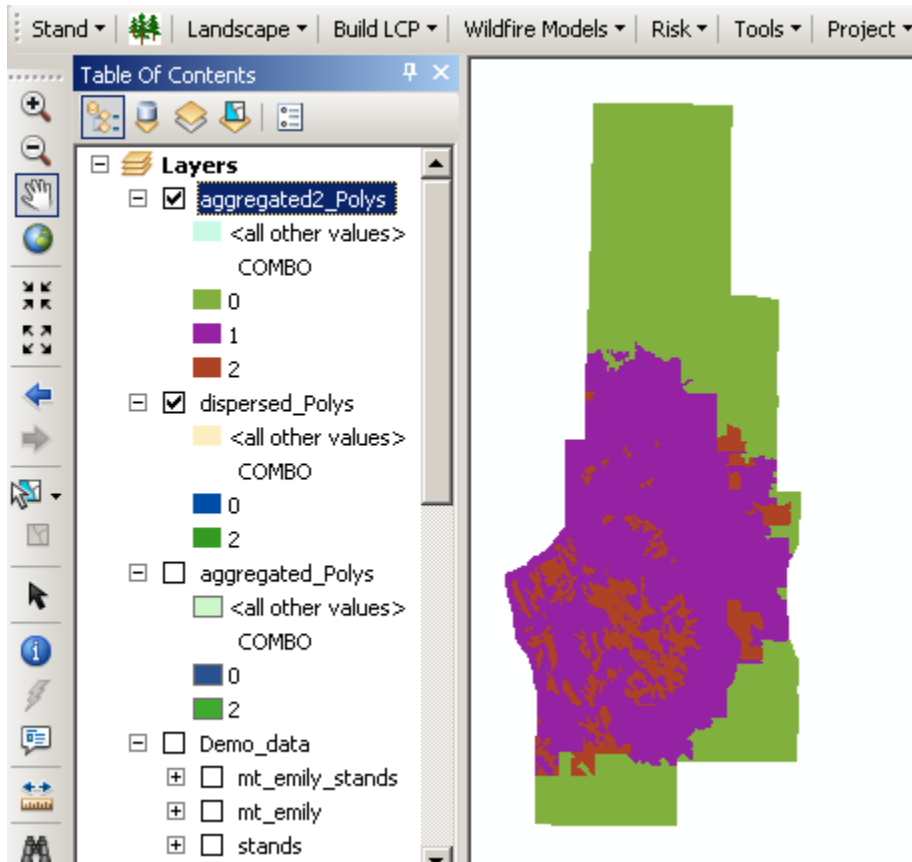 Stand Landscape Build LCP Wildfire Models Risk Tools Project
Table Of Contents
Layers
aggregated2_Polys
<all other values>
COMBO
0
1
2
dispersed_Polys
<all other values>
COMBO
0
2
aggregated_Polys
<all other values>
COMBO
0
2
Demo_data
mt_emily_stands
mt_emily
stands